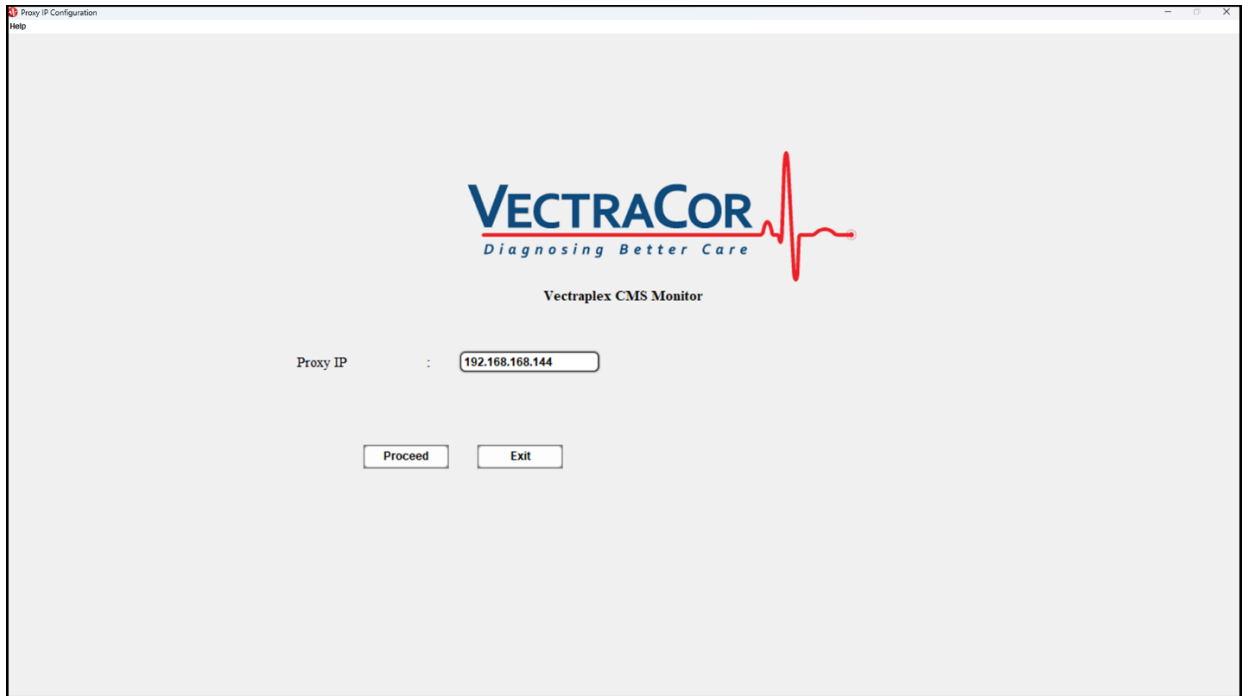 Proxy IP Configuration
Help
VECTRACOR
Diagnosing Better Care
Vectraplex CMS Monitor
Proxy IP : 192.168.168.144
Proceed Exit